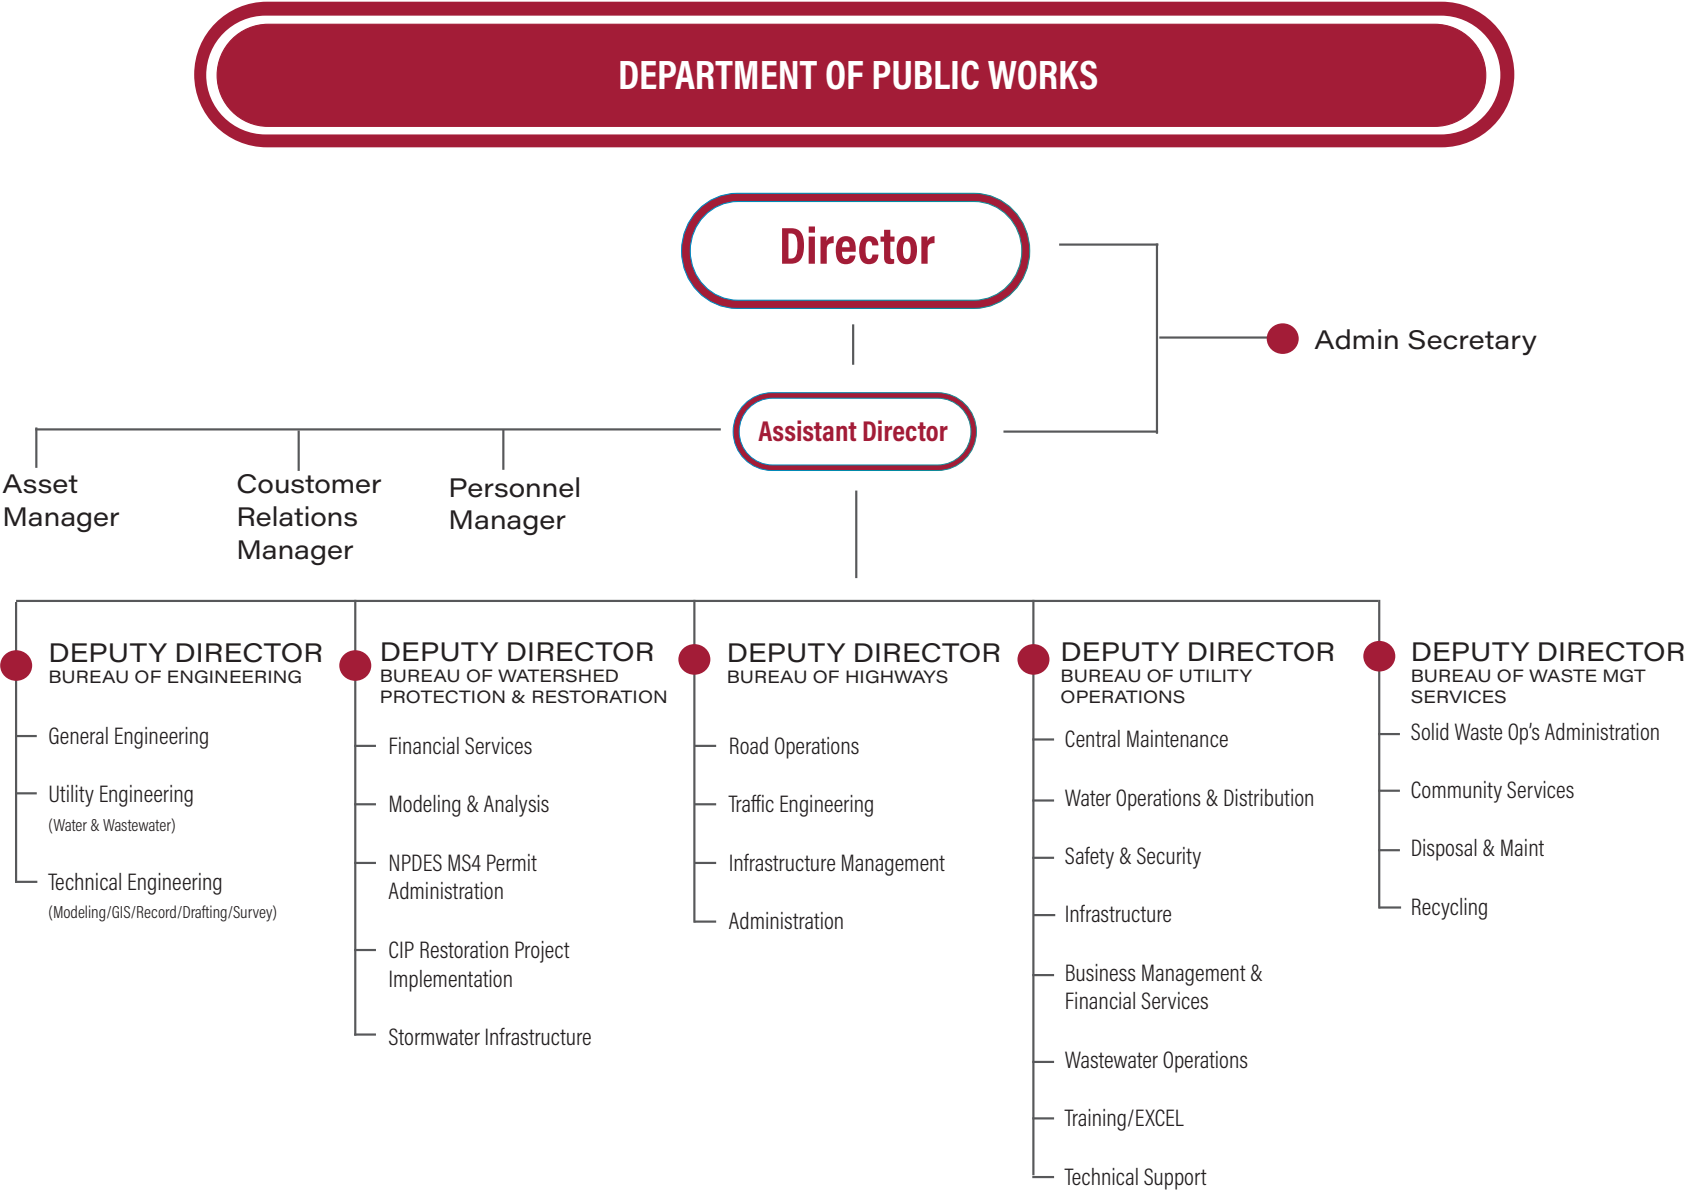 DEPARTMENT OF PUBLIC WORKS
Director
Admin Secretary
Assistant Director
Asset
Manager
Coustomer
Relations
Manager
Personnel
Manager
DEPUTY DIRECTOR
BUREAU OF ENGINEERING
General Engineering
Utility Engineering
(Water & Wastewater)
Technical Engineering
(Modeling/GIS/Record/Drafting/Survey)
DEPUTY DIRECTOR
BUREAU OF WATERSHED
PROTECTION & RESTORATION
Financial Services
Modeling & Analysis
NPDES MS4 Permit
Administration
CIP Restoration Project
Implementation
Stormwater Infrastructure
DEPUTY DIRECTOR
BUREAU OF HIGHWAYS
Road Operations
Traffic Engineering
Infrastructure Management
Administration
DEPUTY DIRECTOR
BUREAU OF UTILITY
OPERATIONS
Central Maintenance
Water Operations & Distribution
Safety & Security
Infrastructure
Business Management &
Financial Services
Wastewater Operations
Training/EXCEL
Technical Support
DEPUTY DIRECTOR
BUREAU OF WASTE MGT
SERVICES
Solid Waste Op's Administration
Community Services
Disposal & Maint
Recycling